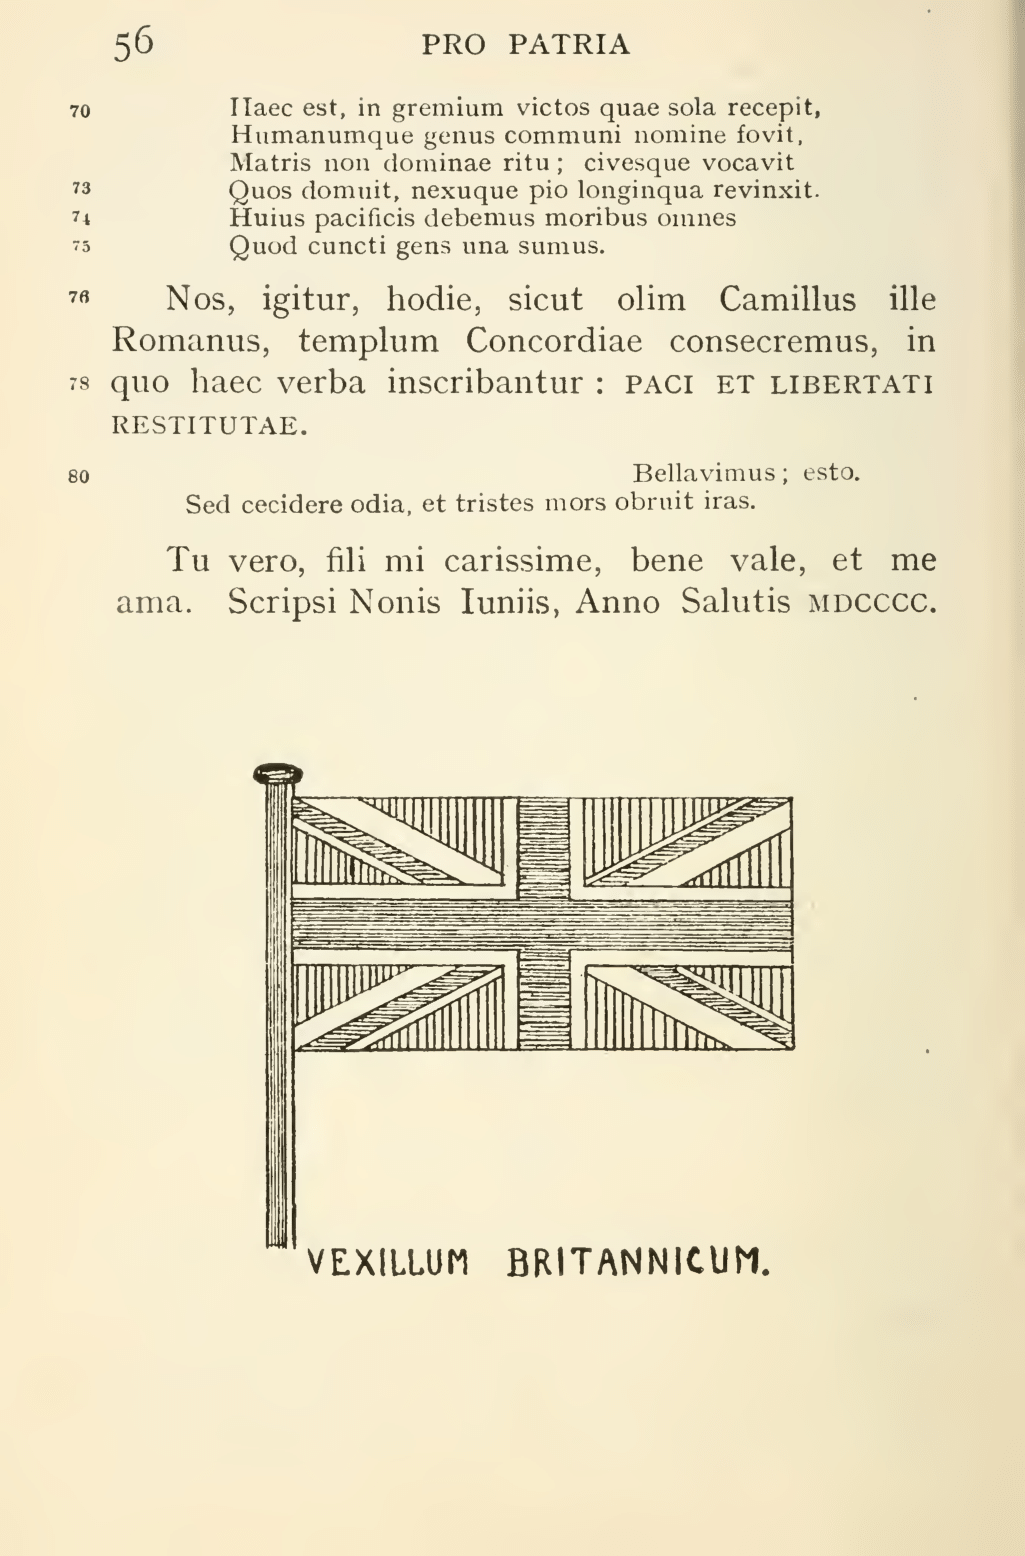 56 PRO PATRIA
70 Haec est, in gremium victos quae sola recepit,
Humanumque genus communi nomine fovit,
Matris non dominae ritu ; civesque vocavit
73 Quos domuit, nexuque pio longinqua revinxit.
74 Huius pacificis debemus moribus omnes
75 Quod cuncti gens una sumus.
76 Nos, igitur, hodie, sicut olim Camillus ille
Romanus, templum Concordiae consecremus, in
78 quo haec verba inscribantur : PACI ET LIBERTATI
RESTITUTAE.
80 Bellavimus ; esto.
Sed cecidere odia, et tristes mors obruit iras.
Tu vero, fili mi carissime, bene vale, et me
ama. Scripsi Nonis Iuniis, Anno Salutis MDCCCC.
VEXILLUM BRITANNICUM.